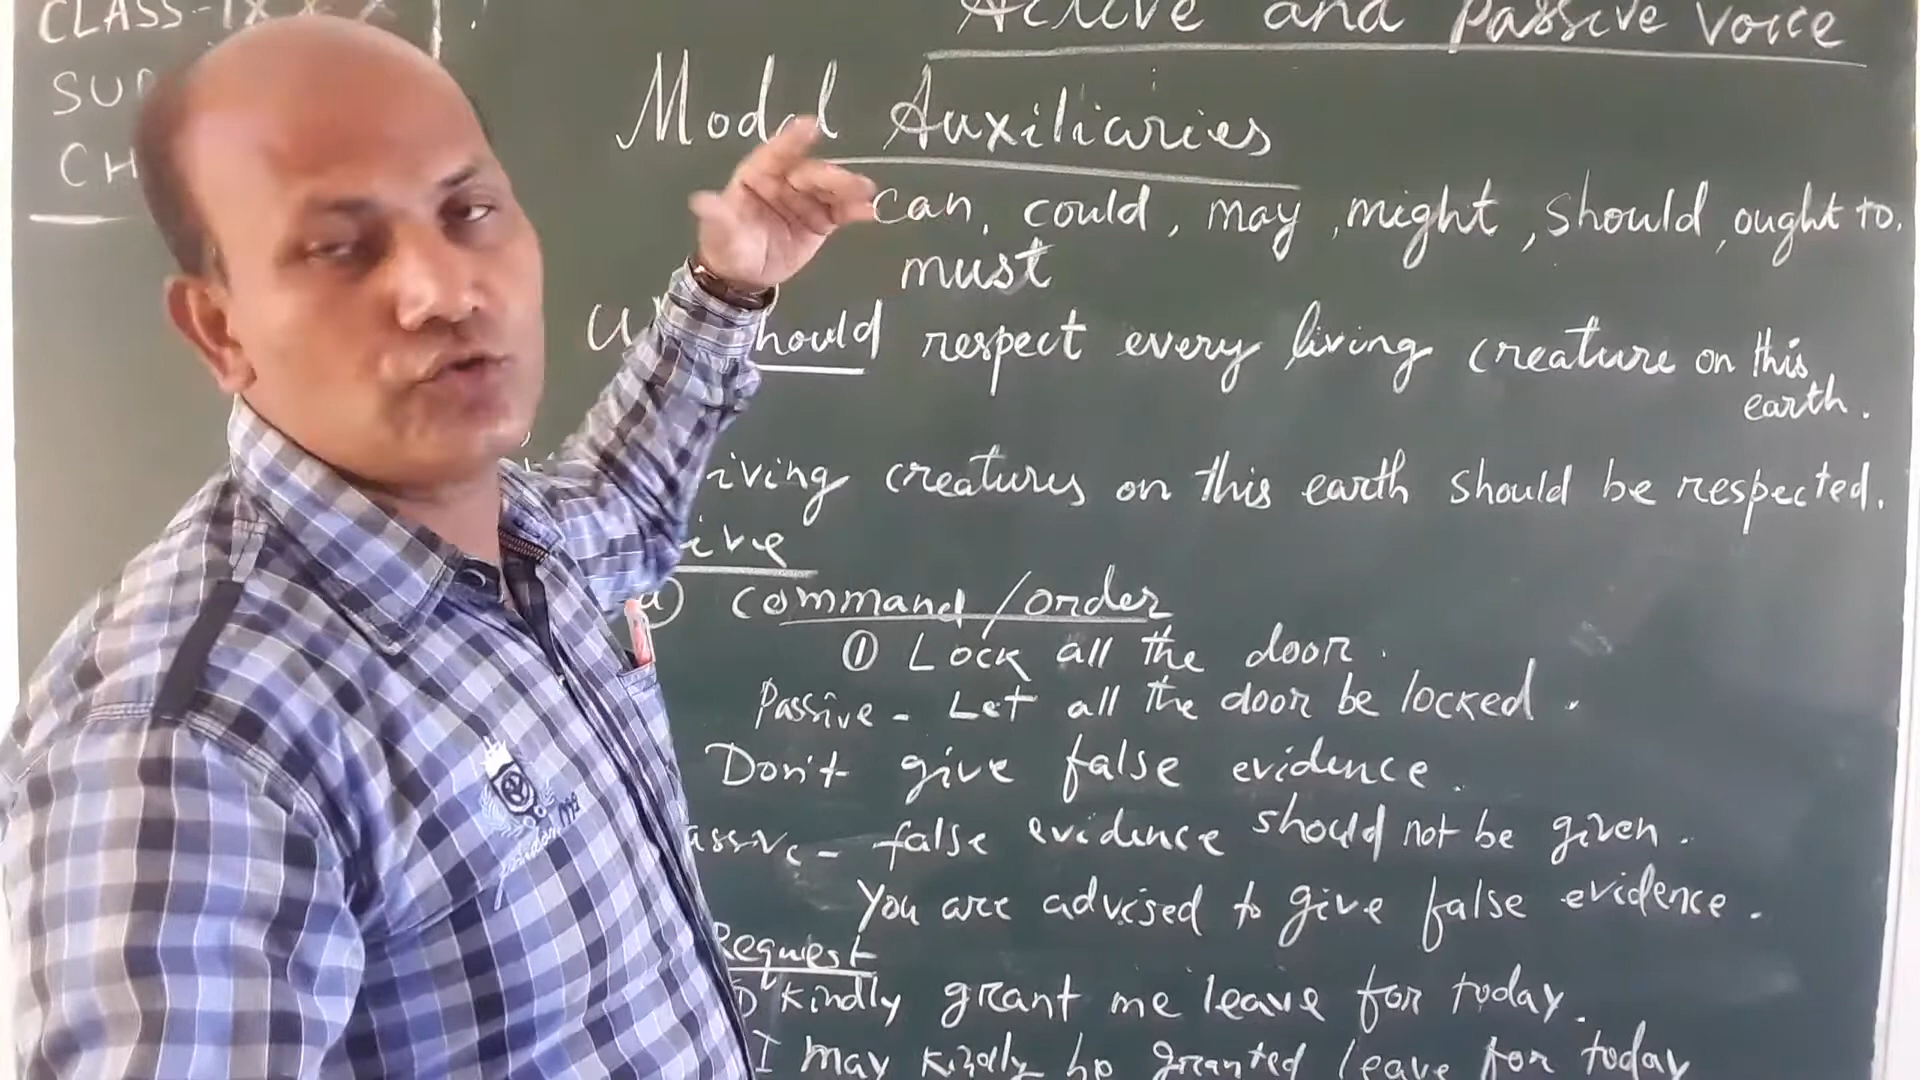 CLASS-IX
Active and Passive Voice
Modal Auxiliaries
can, could, may, might, should, ought to,
must
should respect every living creature on this
earth.
living creatures on this earth should be respected.
a) Command/order
① Lock all the door.
Passive - Let all the door be locked.
Don't give false evidence.
Passive - false evidence should not be given.
You are advised to give false evidence.
Request
① kindly grant me leave for today.
I may kindly be granted leave for today